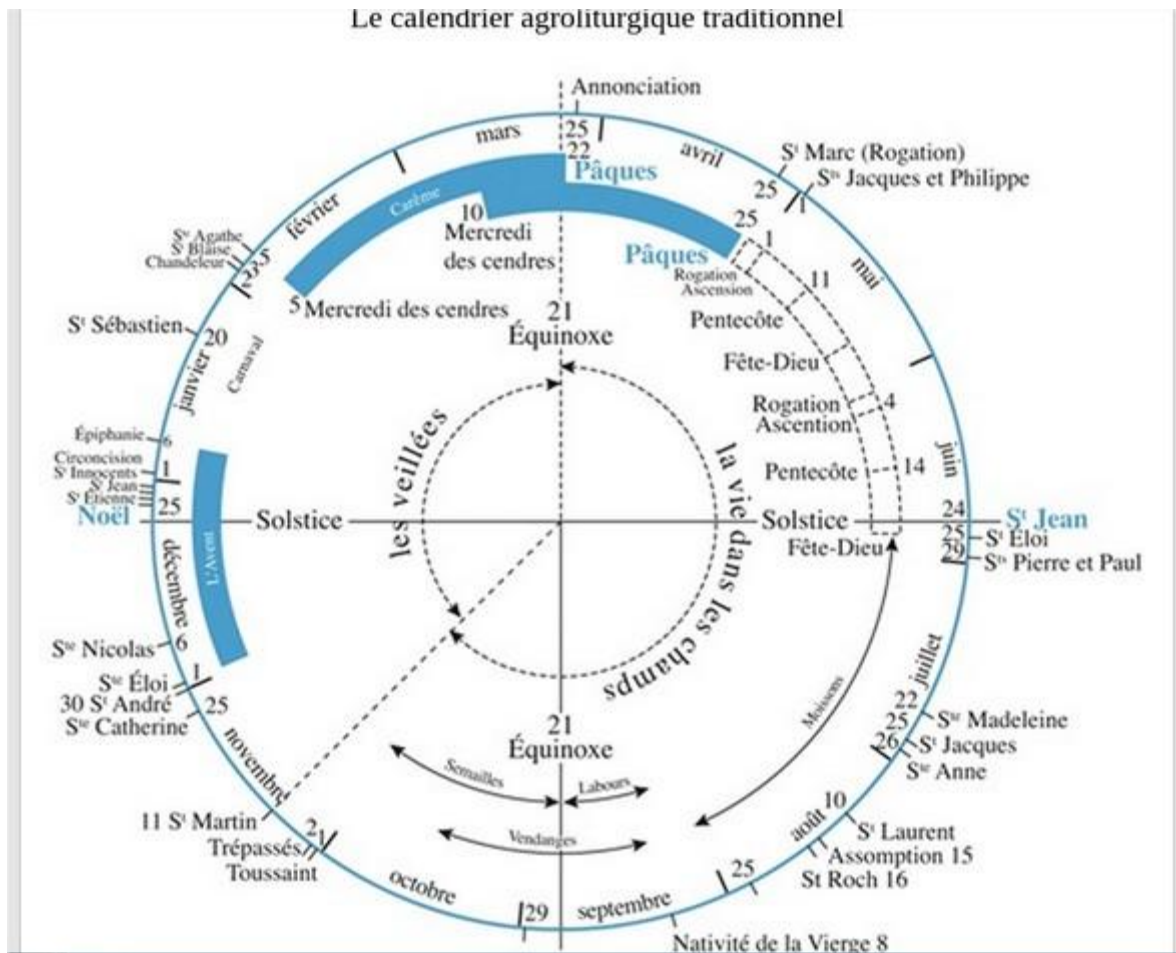 Le calendrier agroliturgique traditionnel
Annonciation
mars
25
22
avril
Pâques
St Marc (Rogation)
25
Sts Jacques et Philippe
1
février
Carême
10
Mercredi
des cendres
25
Pâques
1
Rogation
Ascension
11
mai
Ste Agathe
St Blaise
Chandeleur
5
3
2
5 Mercredi des cendres
21
Équinoxe
Pentecôte
St Sébastien
20
janvier
Carnaval
Fête-Dieu
Rogation
4
Ascention
les veillées
la vie dans les champs
Épiphanie
6
Circoncision
1
St Innocents
St Jean
St Étienne
25
Noël
Solstice
Pentecôte
14
juin
24
Solstice
St Jean
25
St Éloi
Fête-Dieu
29
Sts Pierre et Paul
L'Avent
décembre
Ste Nicolas
6
Ste Éloi
1
30 St André
25
Ste Catherine
novembre
juillet
22
Ste Madeleine
25
St Jacques
26
Ste Anne
Moissons
21
Équinoxe
Semailles
Labours
Vendanges
11 St Martin
2
Trépassés
1
Toussaint
août
10
St Laurent
Assomption 15
St Roch 16
25
octobre
29
septembre
Nativité de la Vierge 8